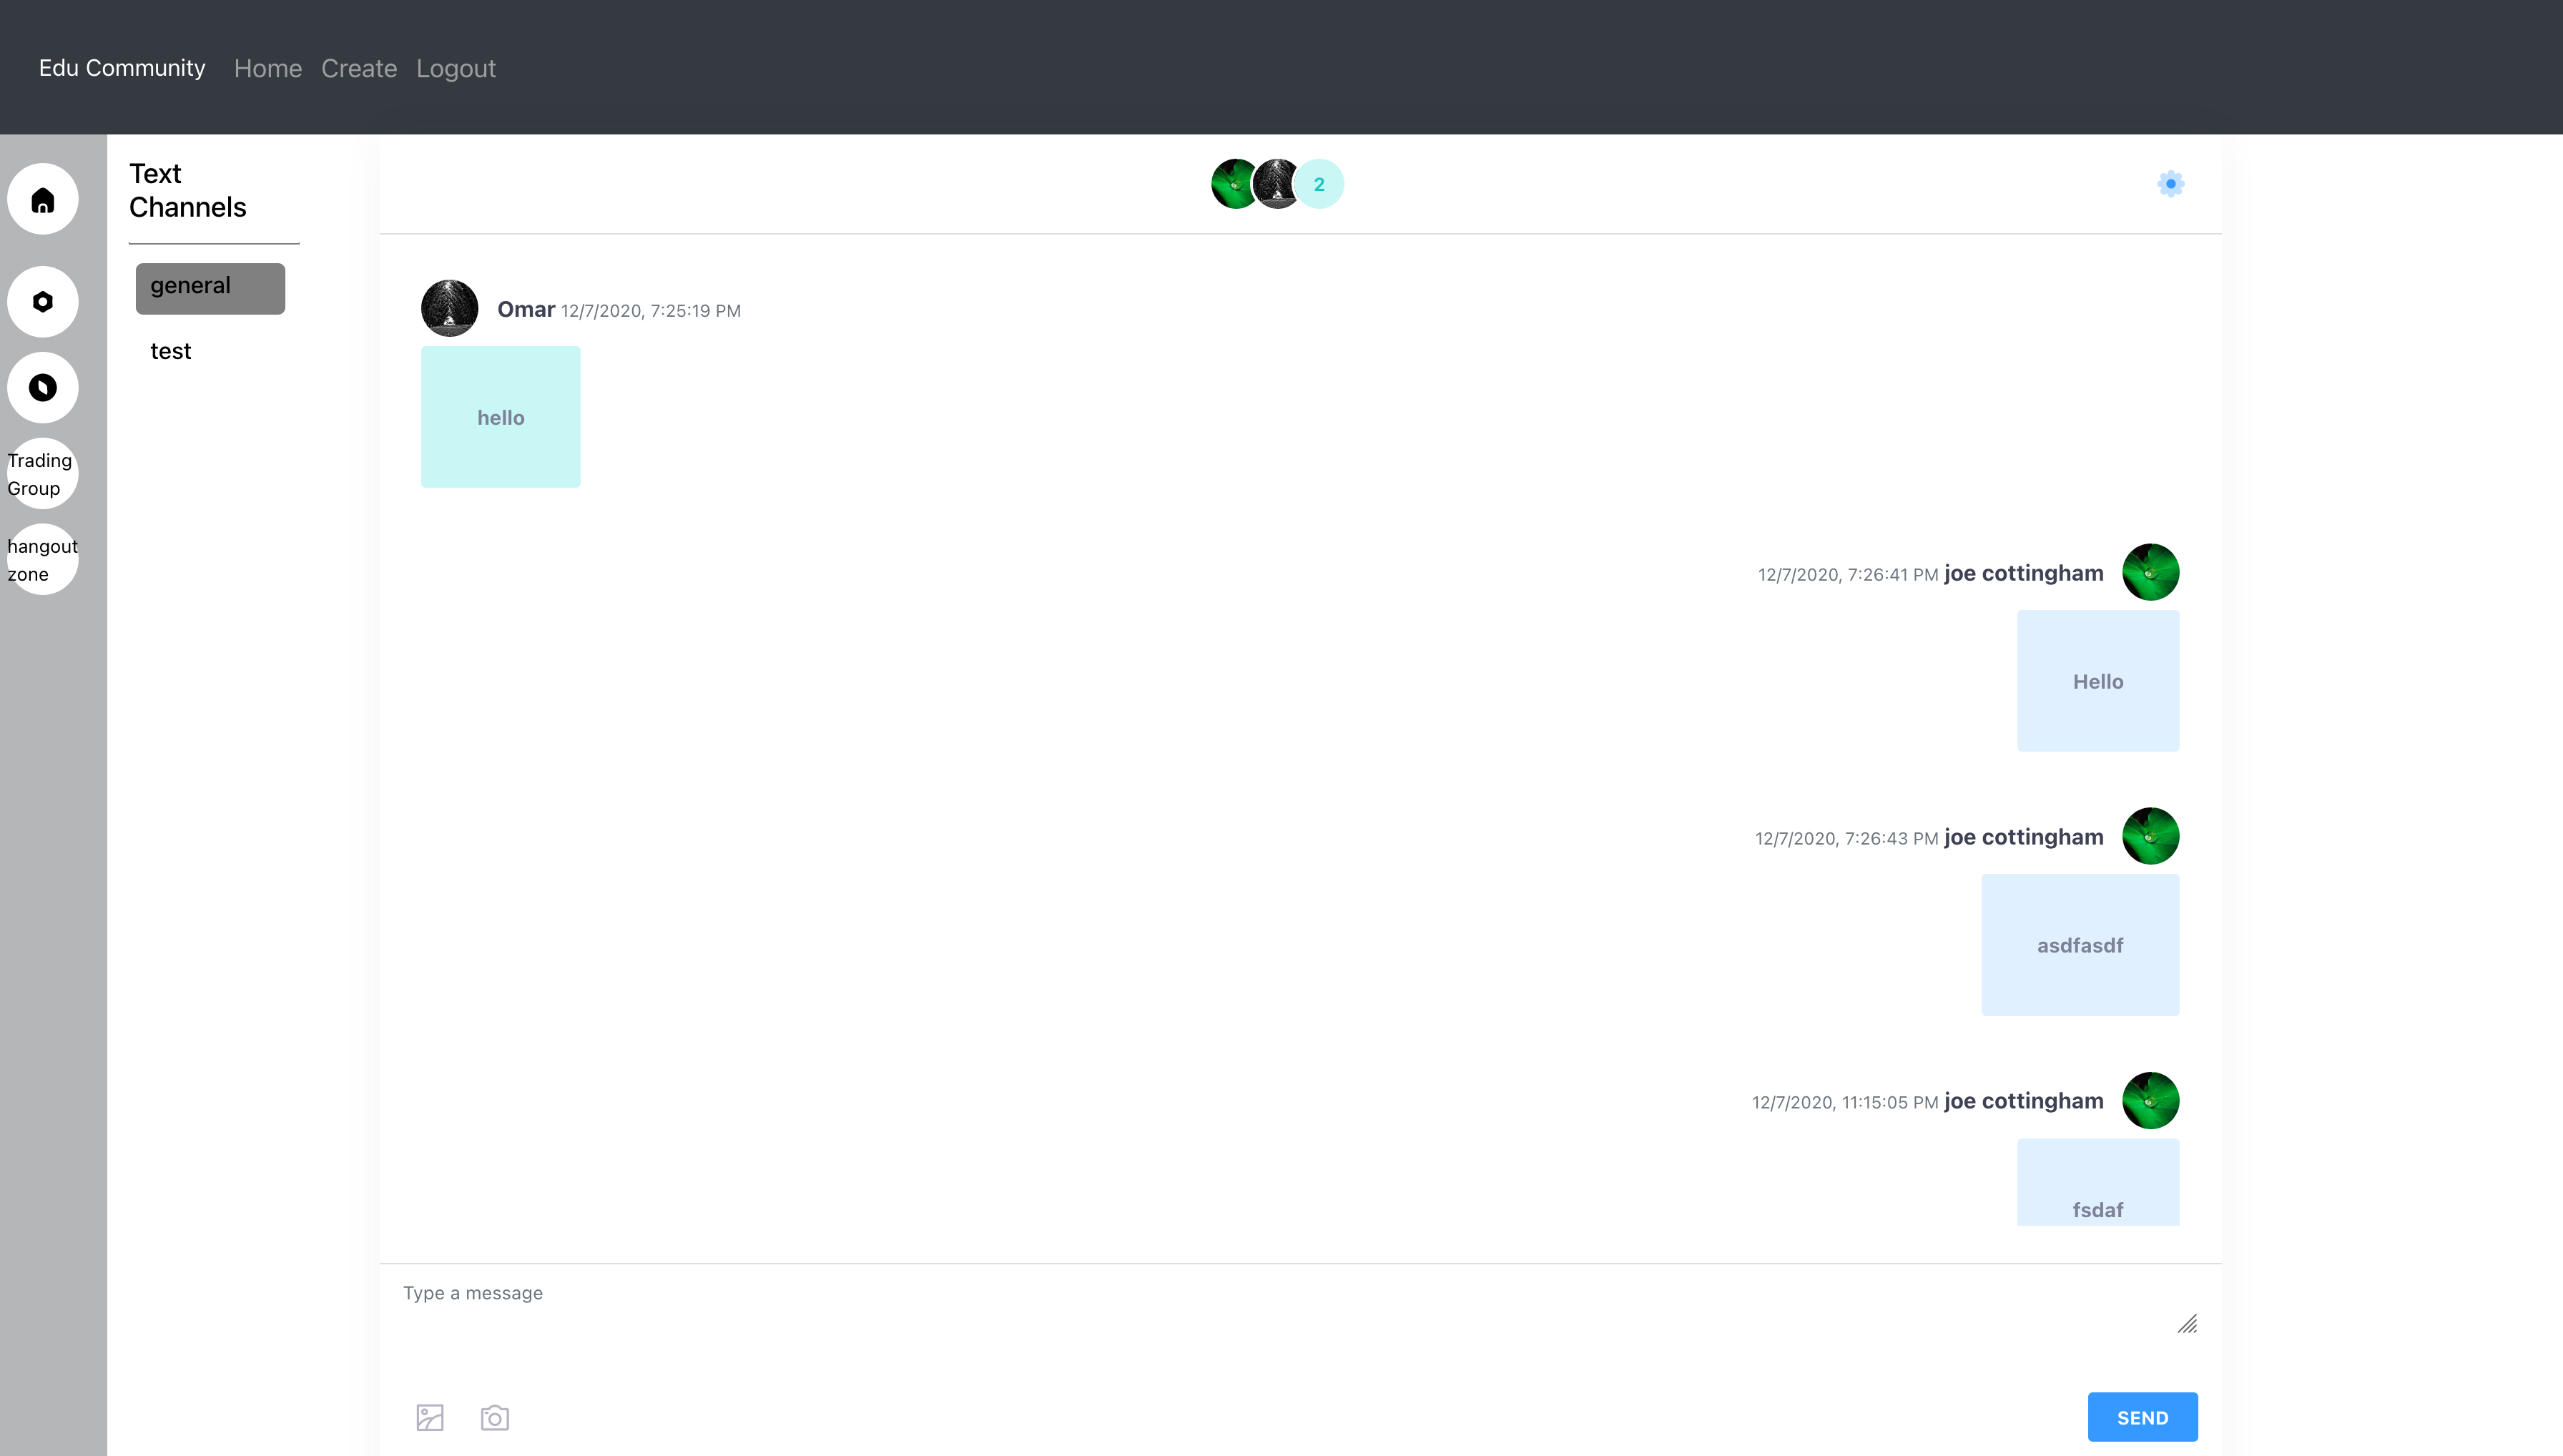 Edu Community Home Create Logout
Text
Channels
general
test
Trading
Group
hangout
zone
2
Omar 12/7/2020, 7:25:19 PM
hello
12/7/2020, 7:26:41 PM joe cottingham
Hello
12/7/2020, 7:26:43 PM joe cottingham
asdfasdf
12/7/2020, 11:15:05 PM joe cottingham
fsdaf
Type a message
SEND